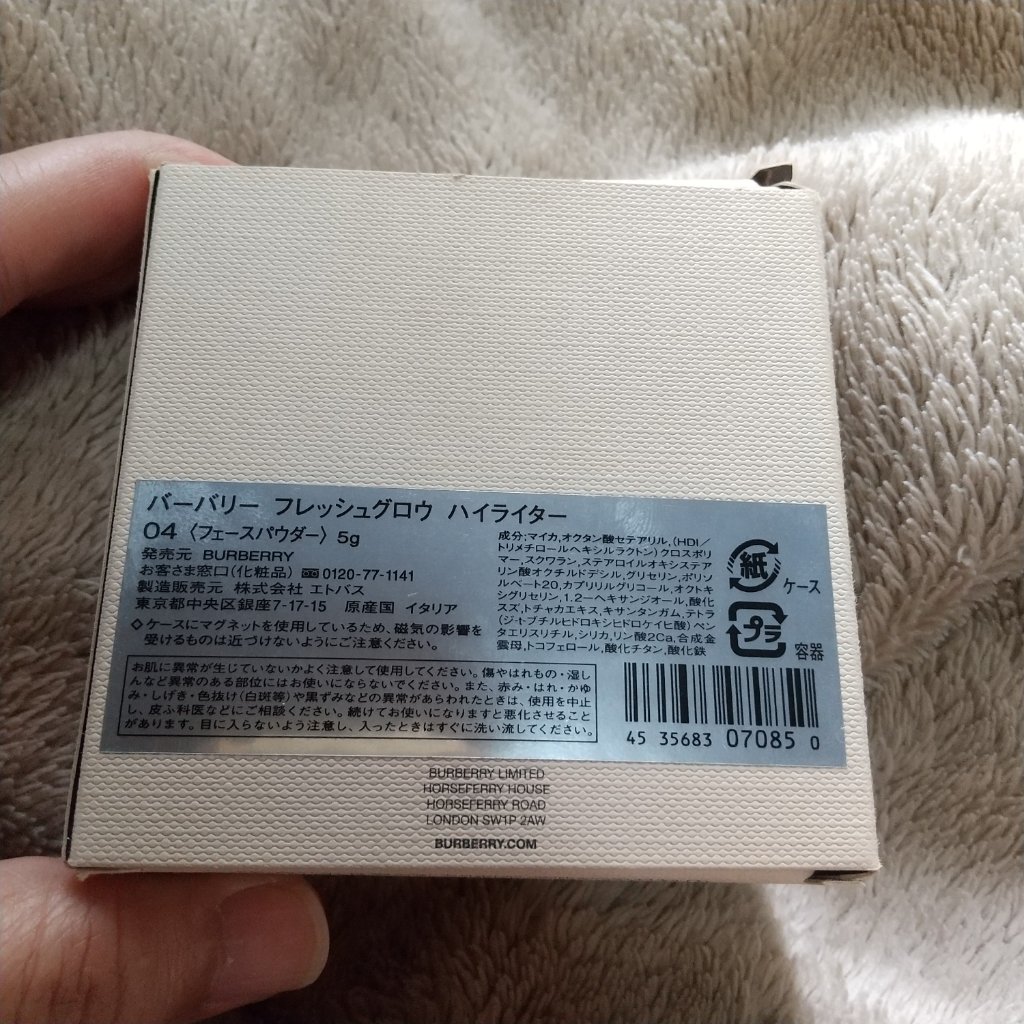 バーバリー フレッシュグロウ ハイライター
04〈フェースパウダー〉5g
発売元 BURBERRY
お客さま窓口(化粧品)0120-77-1141
製造販売元 株式会社 エトバス
東京都中央区銀座7-17-15 原産国 イタリア
◇ケースにマグネットを使用しているため、磁気の影響を
受けるものは近づけないようにご注意ください。
成分:マイカ,オクタン酸セテアリル,(HDI/
トリメチロールヘキシルラクトン)クロスポリ
マー,スクワラン,ステアロイルオキシステア
リン酸オクチルドデシル,グリセリン,ポリソ
ルベート20,カプリリルグリコール,オクトキ
シグリセリン,1.2-ヘキサンジオール,酸化
スズ,トチャカエキス,キサンタンガム,テトラ
(ジ-t-ブチルヒドロキシヒドロケイヒ酸)ペン
タエリスリチル,シリカ,リン酸2Ca,合成金
雲母,トコフェロール,酸化チタン,酸化鉄
紙
ケース
プラ
容器
お肌に異常が生じていないかよく注意して使用してください。傷やはれもの・湿し
んなど異常のある部位にはお使いにならないでください。また、赤み・はれ・かゆ
み・しげき・色抜け(白斑等)や黒ずみなどの異常があらわれたときは、使用を中止
し、皮ふ科医などにご相談ください。続けてお使いになりますと悪化させること
があります。目に入らないよう注意し、入ったときはすぐに洗い流してください。
45 35683 07085 0
BURBERRY LIMITED
HORSEFERRY HOUSE
HORSEFERRY ROAD
LONDON SW1P 2AW
BURBERRY.COM